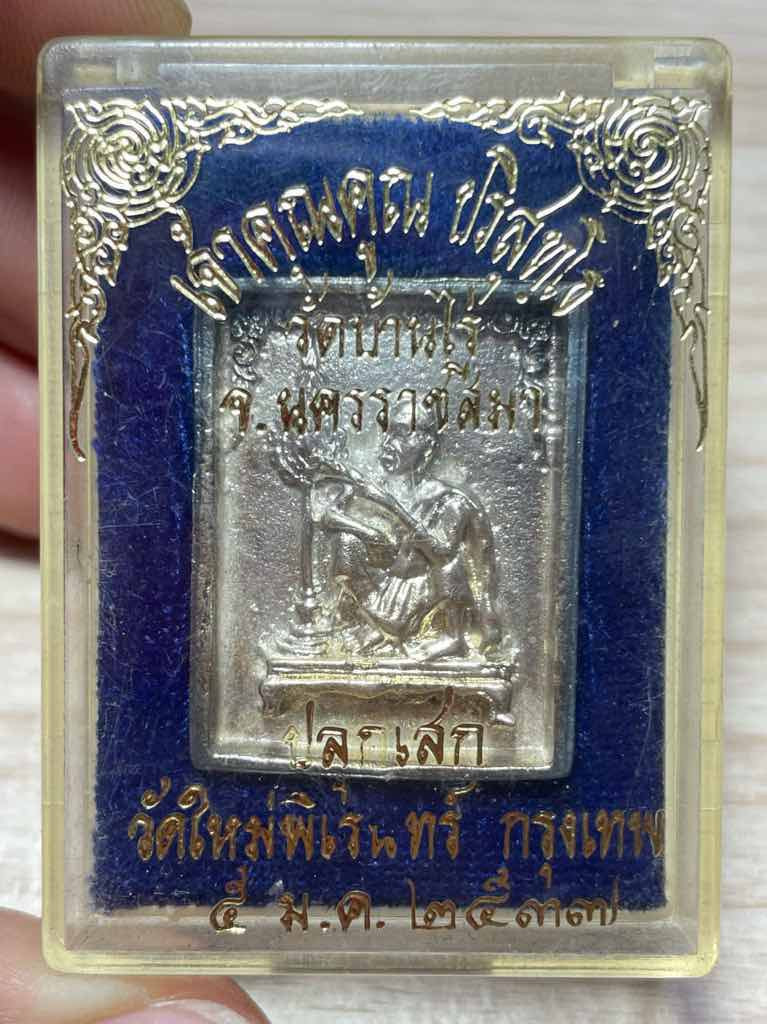 เจ้าคุณคูณ ปริสุทโธ
วัดบ้านไร่
จ.นครราชสีมา
ปลุกเสก
วัดใหม่พิเรนทร์ กรุงเทพ
๕ ม.ค. ๒๕๓๗